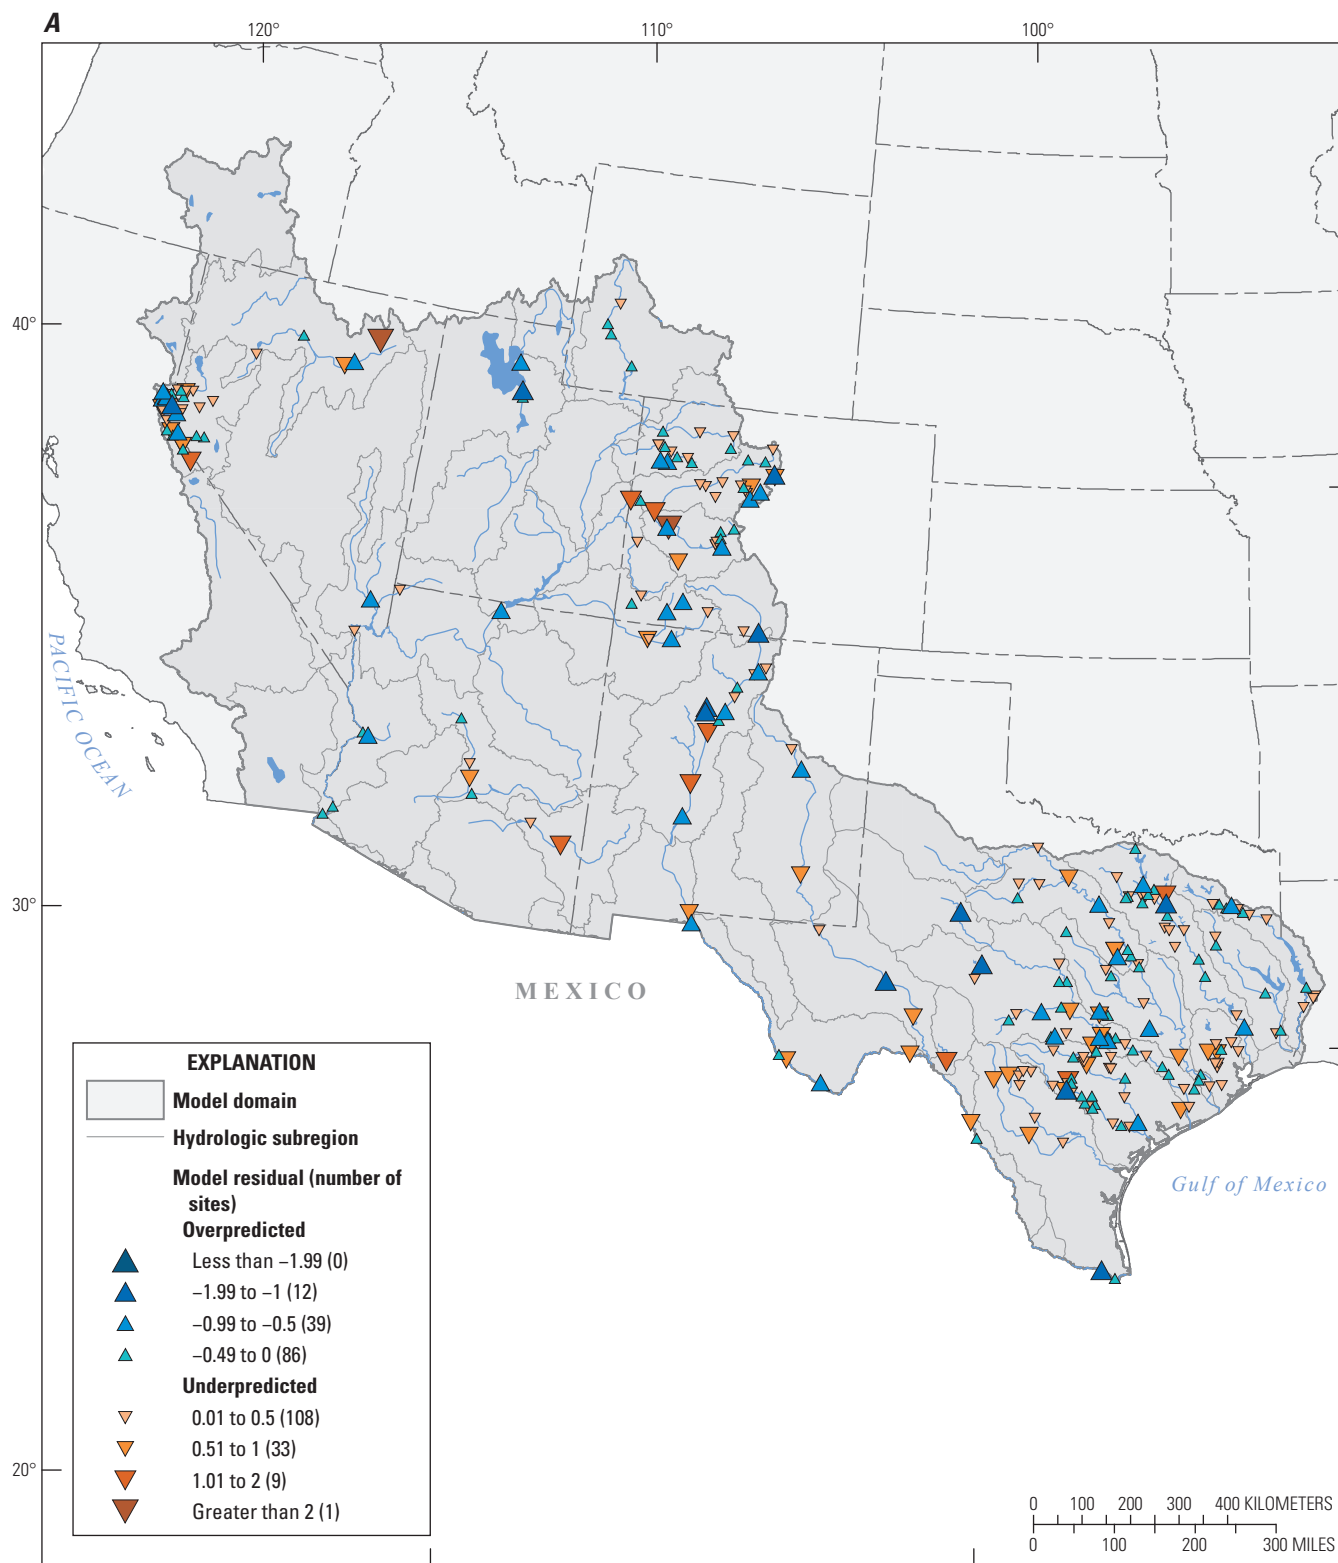 A
120°
110°
100°
40°
30°
20°
PACIFIC OCEAN
MEXICO
Gulf of Mexico
EXPLANATION
Model domain
Hydrologic subregion
Model residual (number of
sites)
Overpredicted
Less than −1.99 (0)
−1.99 to −1 (12)
−0.99 to −0.5 (39)
−0.49 to 0 (86)
Underpredicted
0.01 to 0.5 (108)
0.51 to 1 (33)
1.01 to 2 (9)
Greater than 2 (1)
0 100 200 300 400 KILOMETERS
0 100 200 300 MILES